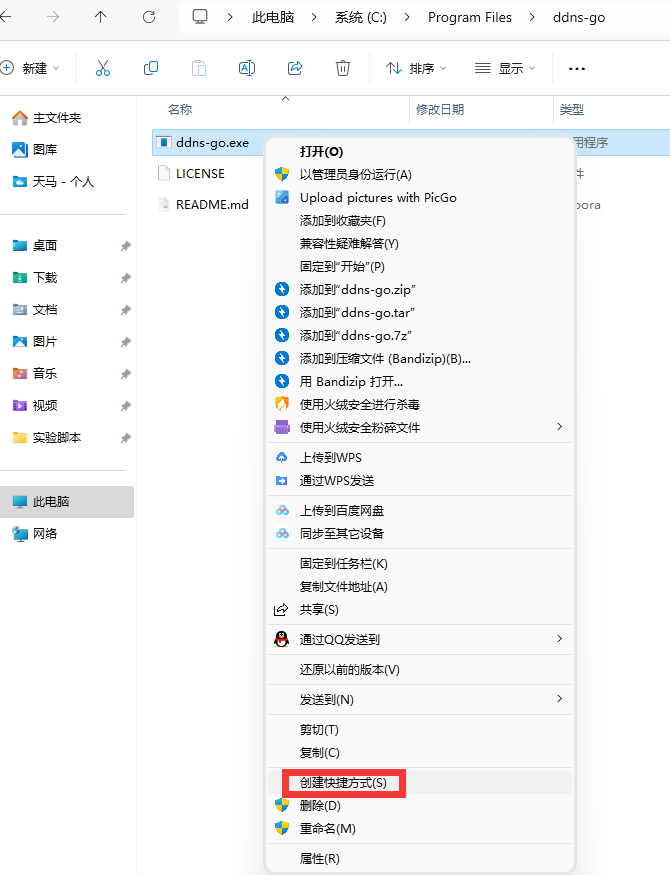 此电脑 > 系统 (C:) > Program Files > ddns-go
新建 排序 显示 ...
名称 修改日期 类型
主文件夹
图库
天马 - 个人
桌面
下载
文档
图片
音乐
视频
实验脚本
此电脑
网络
ddns-go.exe 用程序
LICENSE 件
README.md pora
打开(O)
以管理员身份运行(A)
Upload pictures with PicGo
添加到收藏夹(F)
兼容性疑难解答(Y)
固定到"开始"(P)
添加到"ddns-go.zip"
添加到"ddns-go.tar"
添加到"ddns-go.7z"
添加到压缩文件 (Bandizip)(B)...
用 Bandizip 打开...
使用火绒安全进行杀毒
使用火绒安全粉碎文件
上传到WPS
通过WPS发送
上传到百度网盘
同步至其它设备
固定到任务栏(K)
复制文件地址(A)
共享(S)
通过QQ发送到
还原以前的版本(V)
发送到(N)
剪切(T)
复制(C)
创建快捷方式(S)
删除(D)
重命名(M)
属性(R)